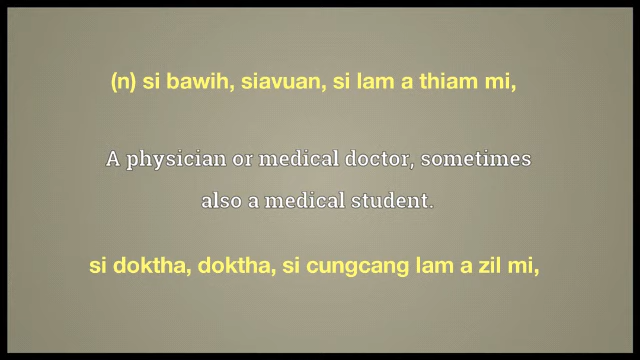 (n) si bawih, siavuan, si lam a thiam mi,
A physician or medical doctor, sometimes
also a medical student.
si doktha, doktha, si cungcang lam a zil mi,